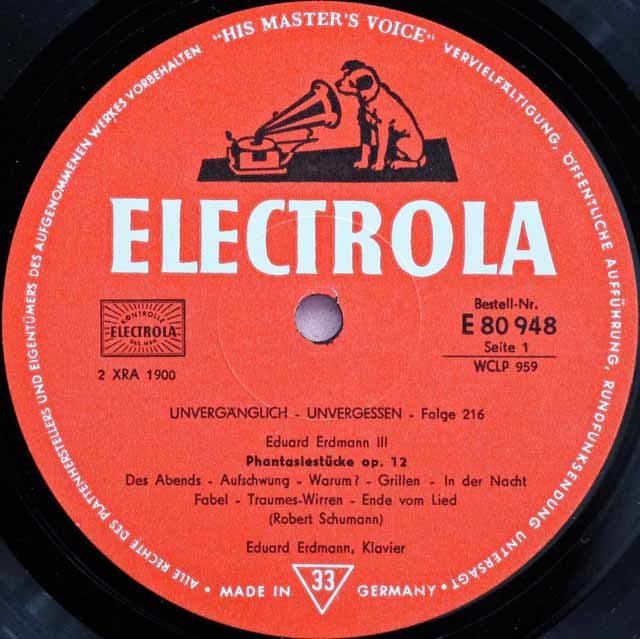 "HIS MASTER'S VOICE"
VERVIELFÄLTIGUNG, ÖFFENTLICHE AUFFÜHRUNG, RUNDFUNKSENDUNG UNTERSAGT •
ALLE RECHTE DES PLATTENHERSTELLERS UND EIGENTÜMERS DES AUFGENOMMENEN WERKES VORBEHALTEN
ELECTROLA
KONTROLLE
ELECTROLA
Bestell-Nr.
E 80 948
Seite 1
WCLP 959
2 XRA 1900
UNVERGÄNGLICH - UNVERGESSEN - Folge 216
Eduard Erdmann III
Phantasiestücke op. 12
Des Abends - Aufschwung - Warum? - Grillen - In der Nacht
Fabel - Traumes-Wirren - Ende vom Lied
(Robert Schumann)
Eduard Erdmann, Klavier
• MADE IN 33 GERMANY •